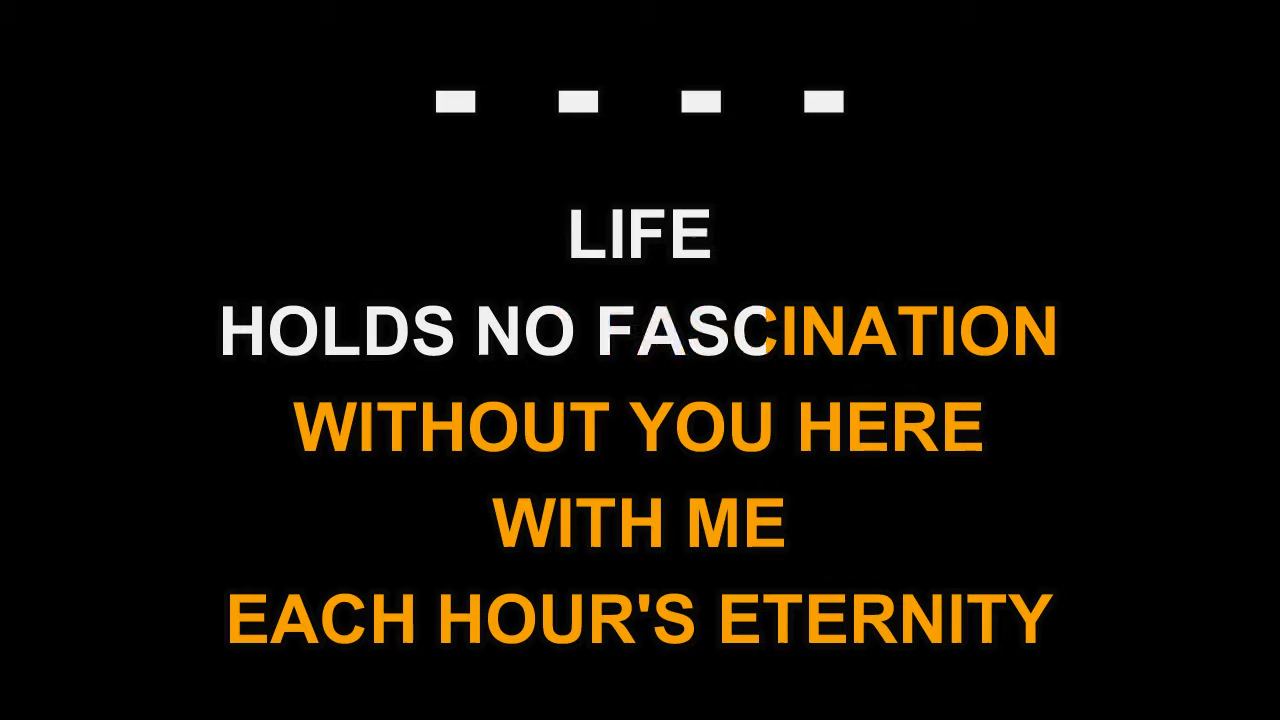 - - - -
LIFE
HOLDS NO FASCINATION
WITHOUT YOU HERE
WITH ME
EACH HOUR'S ETERNITY